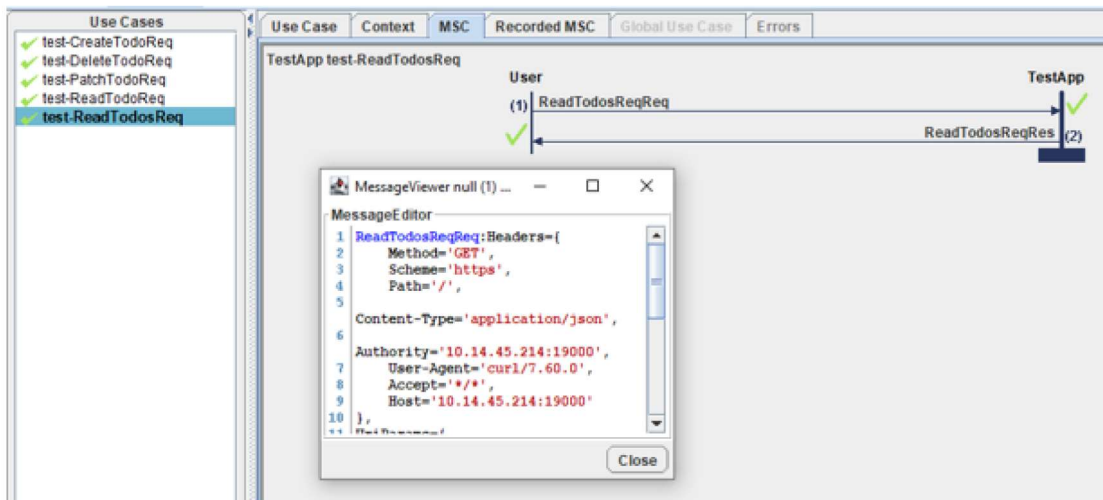 Use Cases
test-CreateTodoReq
test-DeleteTodoReq
test-PatchTodoReq
test-ReadTodoReq
test-ReadTodosReq
Use Case
Context
MSC
Recorded MSC
Global Use Case
Errors
TestApp test-ReadTodosReq
User
TestApp
(1) ReadTodosReqReq
ReadTodosReqRes (2)
MessageViewer null (1) ...
MessageEditor
1 ReadTodosReqReq:Headers={
2 Method='GET',
3 Scheme='https',
4 Path='/',
5
Content-Type='application/json',
6
Authority='10.14.45.214:19000',
7 User-Agent='curl/7.60.0',
8 Accept='*/*',
9 Host='10.14.45.214:19000'
10 },
11
Close